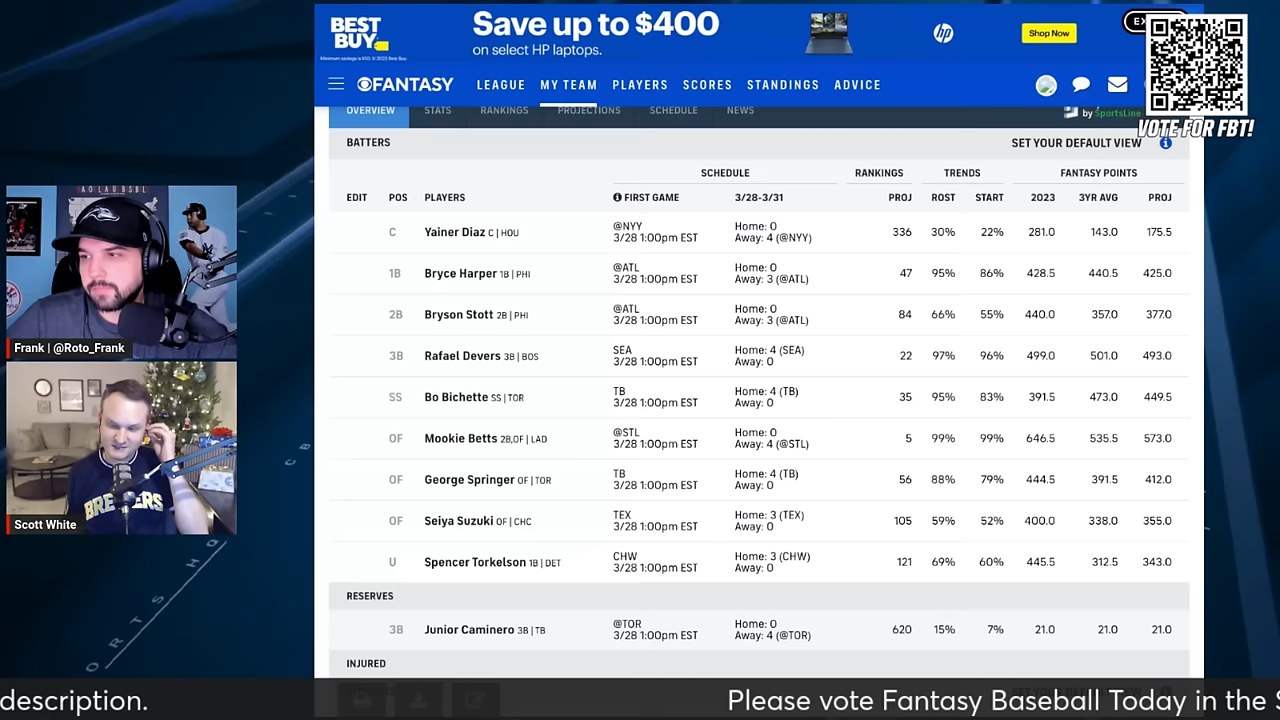 BEST BUY
Minimum savings is $50. © 2023 Best Buy.
Save up to $400
on select HP laptops.
hp
Shop Now
FANTASY
LEAGUE MY TEAM PLAYERS SCORES STANDINGS ADVICE
VOTE FOR FBT!
OVERVIEW STATS RANKINGS PROJECTIONS SCHEDULE NEWS
by SportsLine
BATTERS SET YOUR DEFAULT VIEW
SCHEDULE RANKINGS TRENDS FANTASY POINTS
EDIT POS PLAYERS FIRST GAME 3/28-3/31 PROJ ROST START 2023 3YR AVG PROJ
C Yainer Diaz C | HOU @NYY 3/28 1:00pm EST Home: 0 Away: 4 (@NYY) 336 30% 22% 281.0 143.0 175.5
1B Bryce Harper 1B | PHI @ATL 3/28 1:00pm EST Home: 0 Away: 3 (@ATL) 47 95% 86% 428.5 440.5 425.0
2B Bryson Stott 2B | PHI @ATL 3/28 1:00pm EST Home: 0 Away: 3 (@ATL) 84 66% 55% 440.0 357.0 377.0
3B Rafael Devers 3B | BOS SEA 3/28 1:00pm EST Home: 4 (SEA) Away: 0 22 97% 96% 499.0 501.0 493.0
SS Bo Bichette SS | TOR TB 3/28 1:00pm EST Home: 4 (TB) Away: 0 35 95% 83% 391.5 473.0 449.5
OF Mookie Betts 2B,OF | LAD @STL 3/28 1:00pm EST Home: 0 Away: 4 (@STL) 5 99% 99% 646.5 535.5 573.0
OF George Springer OF | TOR TB 3/28 1:00pm EST Home: 4 (TB) Away: 0 56 88% 79% 444.5 391.5 412.0
OF Seiya Suzuki OF | CHC TEX 3/28 1:00pm EST Home: 3 (TEX) Away: 0 105 59% 52% 400.0 338.0 355.0
U Spencer Torkelson 1B | DET CHW 3/28 1:00pm EST Home: 3 (CHW) Away: 0 121 69% 60% 445.5 312.5 343.0
RESERVES
3B Junior Caminero 3B | TB @TOR 3/28 1:00pm EST Home: 0 Away: 4 (@TOR) 620 15% 7% 21.0 21.0 21.0
INJURED
Frank | @Roto_Frank
Scott White
description.
Please vote Fantasy Baseball Today in the